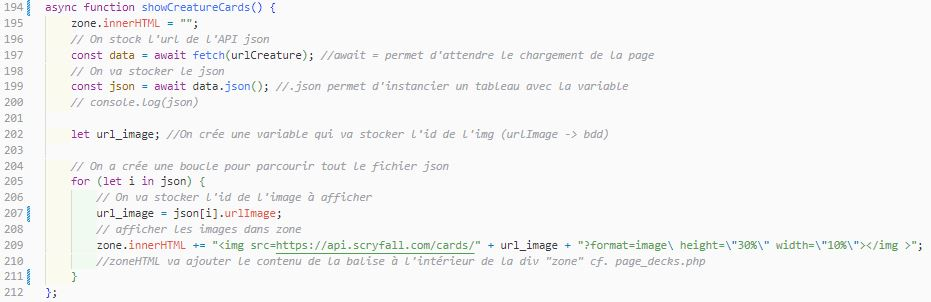 194 async function showCreatureCards() {
195 zone.innerHTML = "";
196 // On stock l'url de l'API json
197 const data = await fetch(urlCreature); //await = permet d'attendre le chargement de la page
198 // On va stocker le json
199 const json = await data.json(); //.json permet d'instancier un tableau avec la variable
200 // console.log(json)
201
202 let url_image; //On crée une variable qui va stocker l'id de l'img (urlImage -> bdd)
203
204 // On a crée une boucle pour parcourir tout le fichier json
205 for (let i in json) {
206 // On va stocker l'id de l'image à afficher
207 url_image = json[i].urlImage;
208 // afficher les images dans zone
209 zone.innerHTML += "<img src=https://api.scryfall.com/cards/" + url_image + "?format=image\ height=\"30%\" width=\"10%\"></img >";
210 //zoneHTML va ajouter le contenu de la balise à l'intérieur de la div "zone" cf. page_decks.php
211 }
212 };